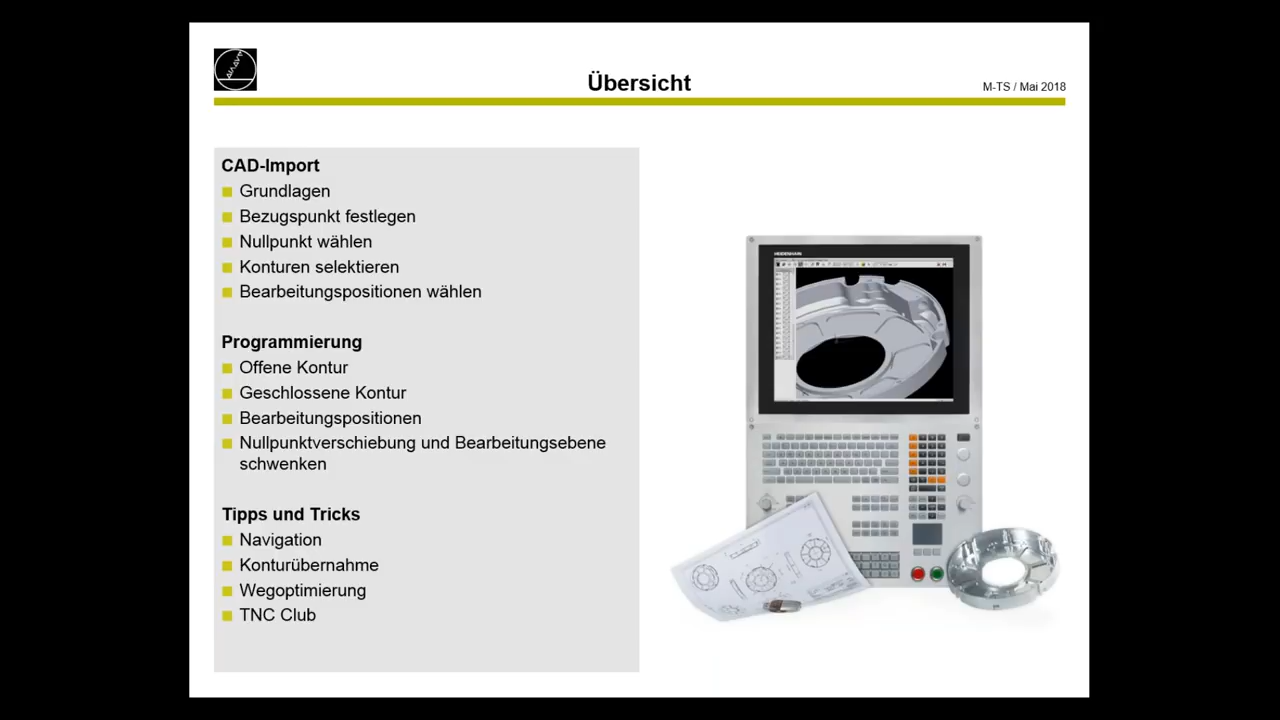 Übersicht
M-TS / Mai 2018
CAD-Import
Grundlagen
Bezugspunkt festlegen
Nullpunkt wählen
Konturen selektieren
Bearbeitungspositionen wählen
Programmierung
Offene Kontur
Geschlossene Kontur
Bearbeitungspositionen
Nullpunktverschiebung und Bearbeitungsebene
schwenken
Tipps und Tricks
Navigation
Konturübernahme
Wegoptimierung
TNC Club
HEIDENHAIN